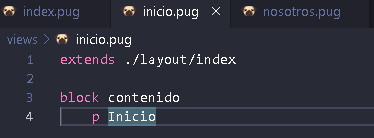 index.pug inicio.pug × nosotros.pug
views > inicio.pug
1 extends ./layout/index
2
3 block contenido
4 p Inicio